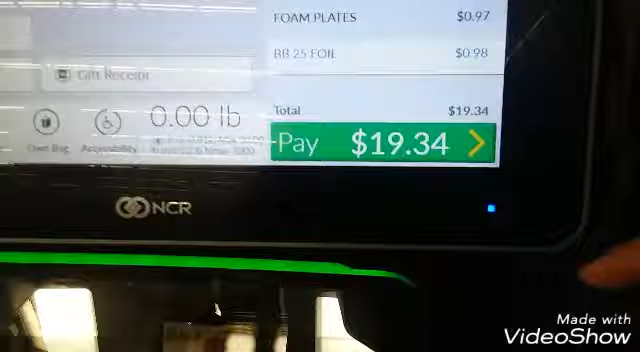 FOAM PLATES $0.97
BB 25 FOIL $0.98
Gift Receipt
Total $19.34
0.00 lb
Pay $19.34
Own Bag Accessibility
NCR
Made with
VideoShow